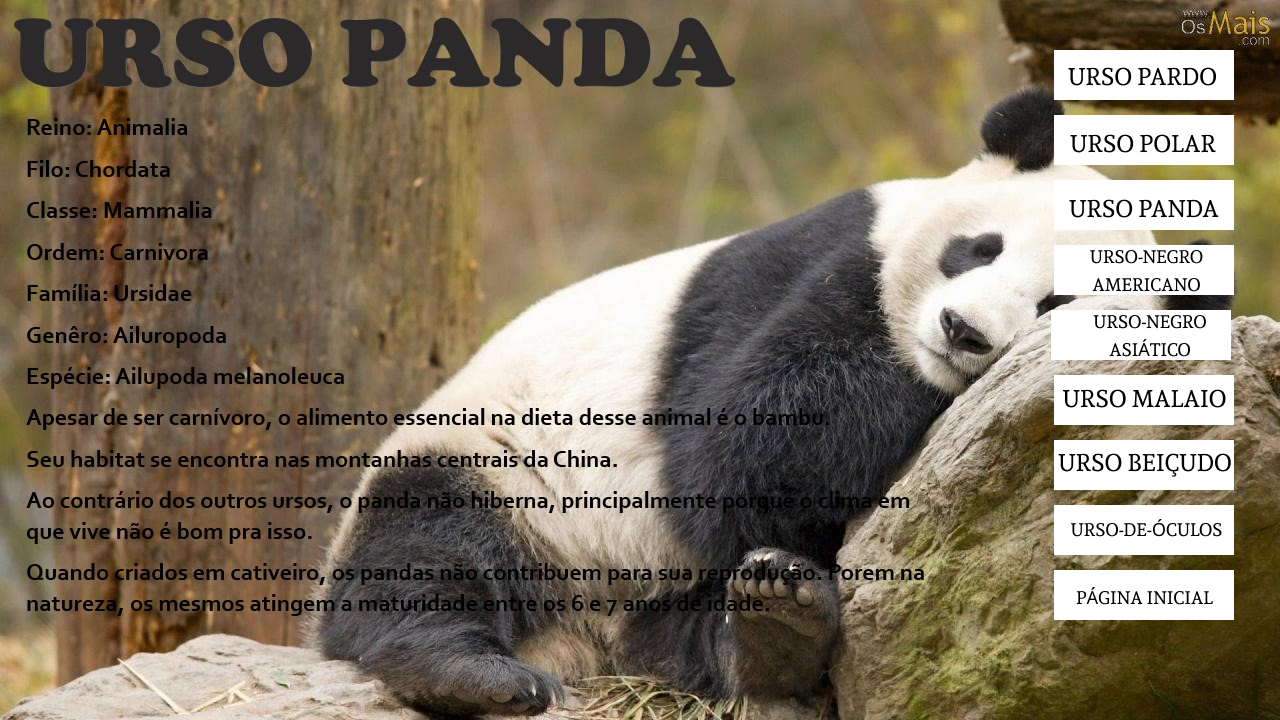 URSO PANDA
Reino: Animalia
Filo: Chordata
Classe: Mammalia
Ordem: Carnivora
Família: Ursidae
Genêro: Ailuropoda
Espécie: Ailupoda melanoleuca
Apesar de ser carnívoro, o alimento essencial na dieta desse animal é o bambu.
Seu habitat se encontra nas montanhas centrais da China.
Ao contrário dos outros ursos, o panda não hiberna, principalmente porque o clima em
que vive não é bom pra isso.
Quando criados em cativeiro, os pandas não contribuem para sua reprodução. Porem na
natureza, os mesmos atingem a maturidade entre os 6 e 7 anos de idade.
www
OsMais
.com
URSO PARDO
URSO POLAR
URSO PANDA
URSO-NEGRO
AMERICANO
URSO-NEGRO
ASIÁTICO
URSO MALAIO
URSO BEIÇUDO
URSO-DE-ÓCULOS
PÁGINA INICIAL